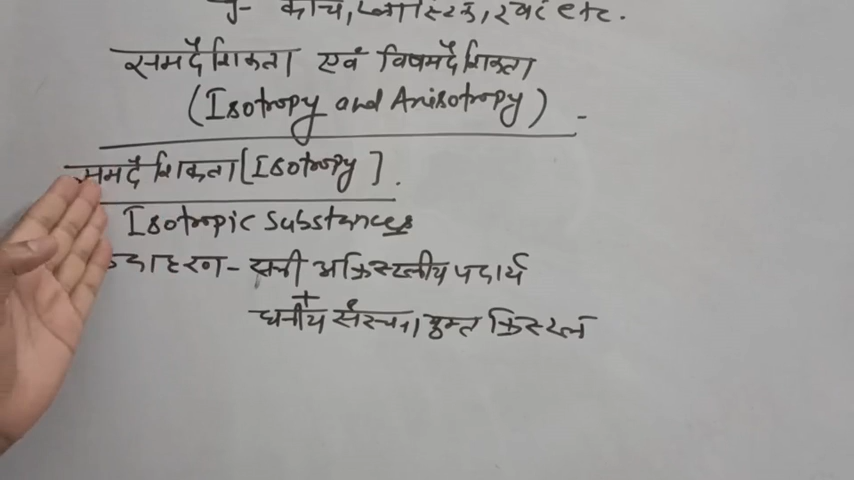 काँच, प्लास्टिक, रबर etc.
समदैशिकता एवं विषमदैशिकता
(Isotropy and Anisotropy) -
समदैशिकता [Isotropy].
Isotropic Substances
उदाहरण - सभी अक्रिस्टलीय पदार्थ
+
घनीय संरचना युक्त क्रिस्टल